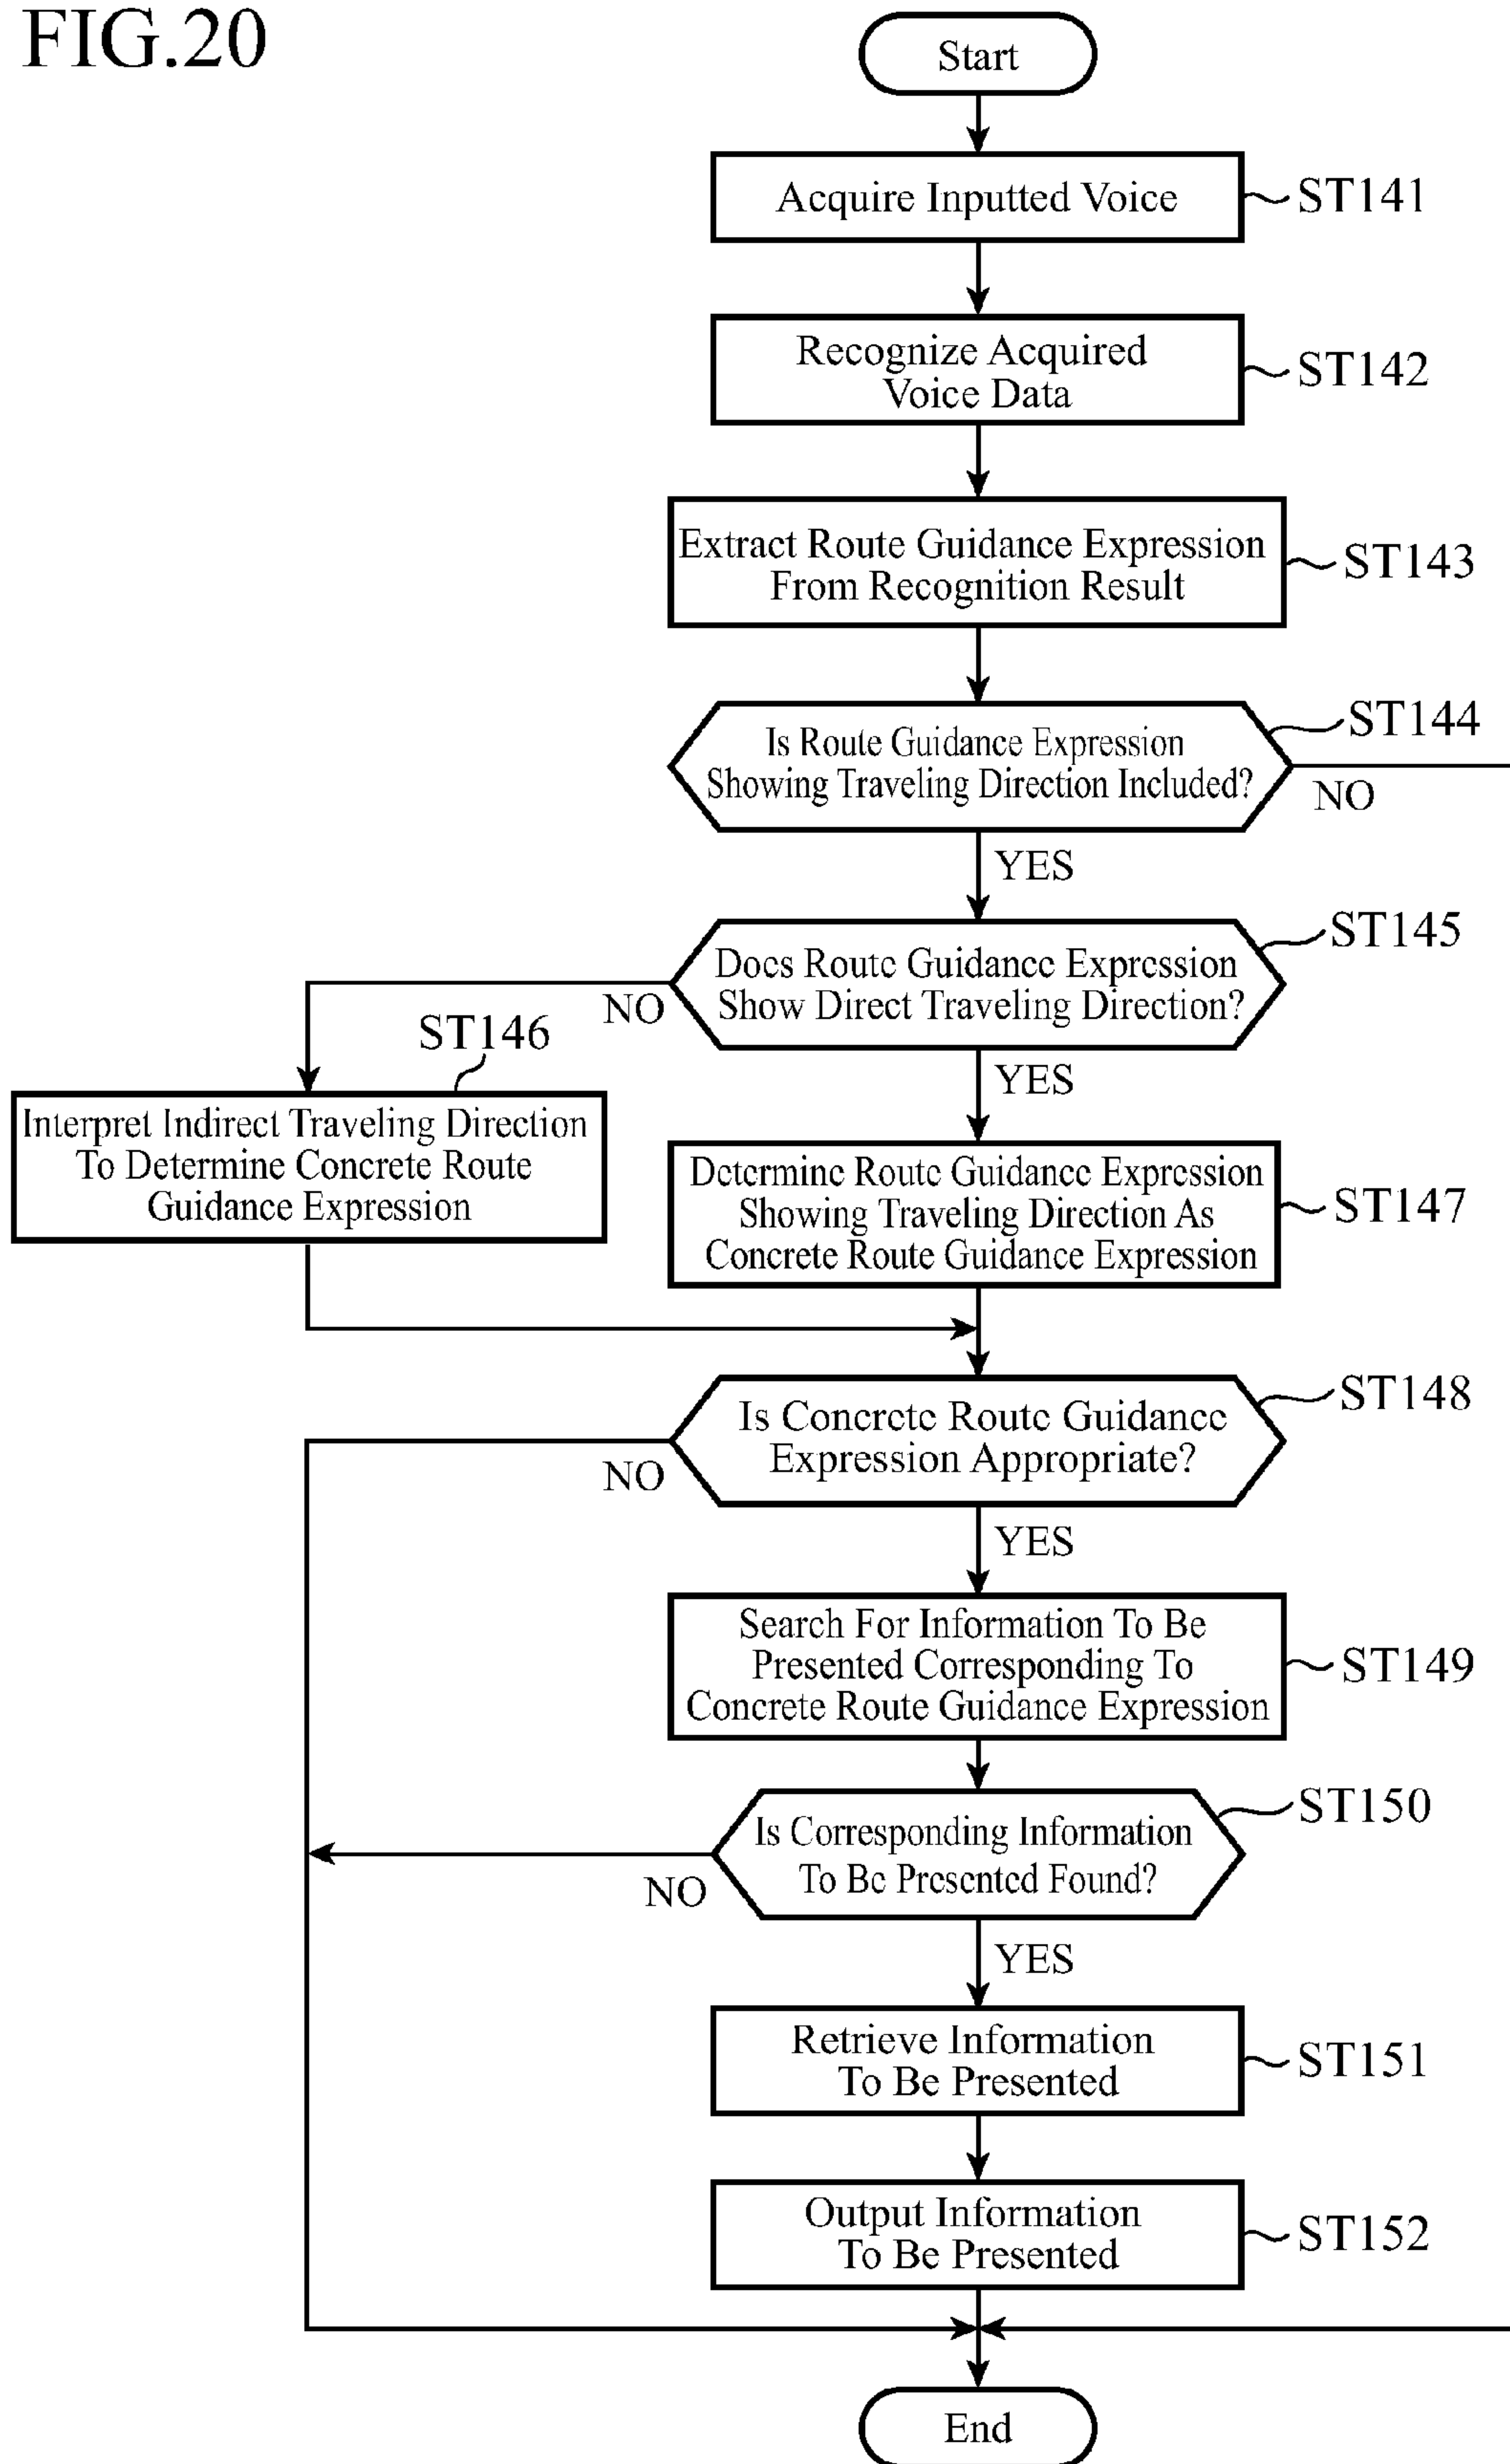 FIG.20
Start
Acquire Inputted Voice
ST141
Recognize Acquired
Voice Data
ST142
Extract Route Guidance Expression
From Recognition Result
ST143
Is Route Guidance Expression
Showing Traveling Direction Included?
ST144
NO
YES
Does Route Guidance Expression
Show Direct Traveling Direction?
ST145
NO
YES
ST146
Interpret Indirect Traveling Direction
To Determine Concrete Route
Guidance Expression
Determine Route Guidance Expression
Showing Traveling Direction As
Concrete Route Guidance Expression
ST147
Is Concrete Route Guidance
Expression Appropriate?
ST148
NO
YES
Search For Information To Be
Presented Corresponding To
Concrete Route Guidance Expression
ST149
Is Corresponding Information
To Be Presented Found?
ST150
NO
YES
Retrieve Information
To Be Presented
ST151
Output Information
To Be Presented
ST152
End